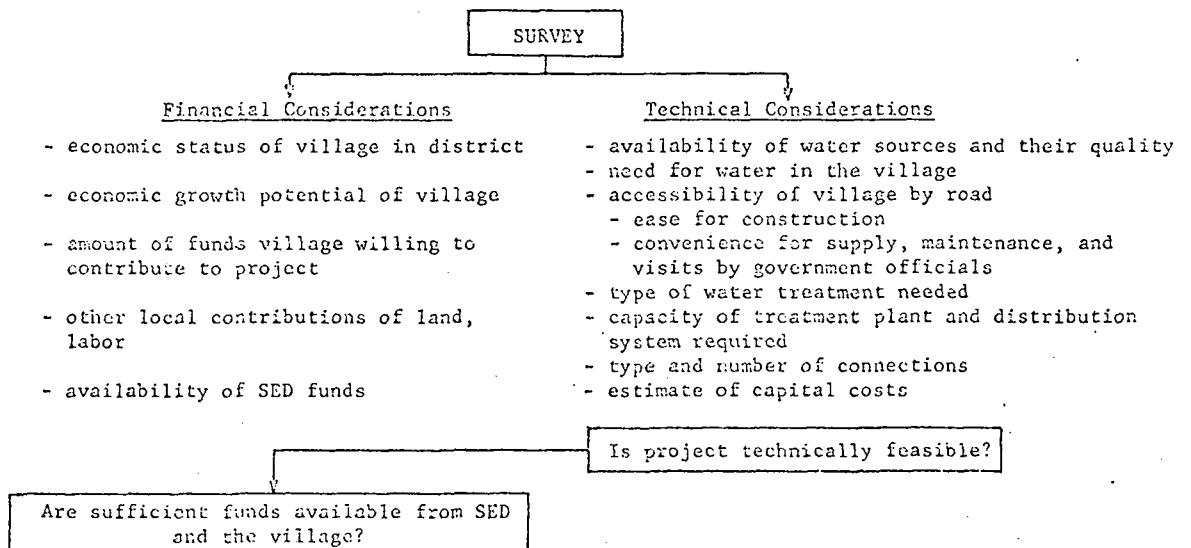 SURVEY
Financial Considerations
- economic status of village in district
- economic growth potential of village
- amount of funds village willing to
contribute to project
- other local contributions of land,
labor
- availability of SED funds
Technical Considerations
- availability of water sources and their quality
- need for water in the village
- accessibility of village by road
- ease for construction
- convenience for supply, maintenance, and
visits by government officials
- type of water treatment needed
- capacity of treatment plant and distribution
system required
- type and number of connections
- estimate of capital costs
Is project technically feasible?
Are sufficient funds available from SED
and the village?